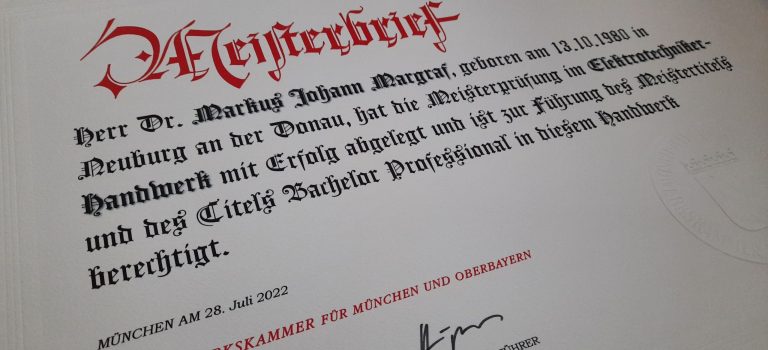 Meisterbrief
Herr Dr. Markus Johann Margraf, geboren am 13.10.1980 in
Neuburg an der Donau, hat die Meisterprüfung im Elektrotechniker-
Handwerk mit Erfolg abgelegt und ist zur Führung des Meistertitels
und des Titels Bachelor Professional in diesem Handwerk
berechtigt.
MÜNCHEN AM 28. Juli 2022
RKSKAMMER FÜR MÜNCHEN UND OBERBAYERN
ÜHRER